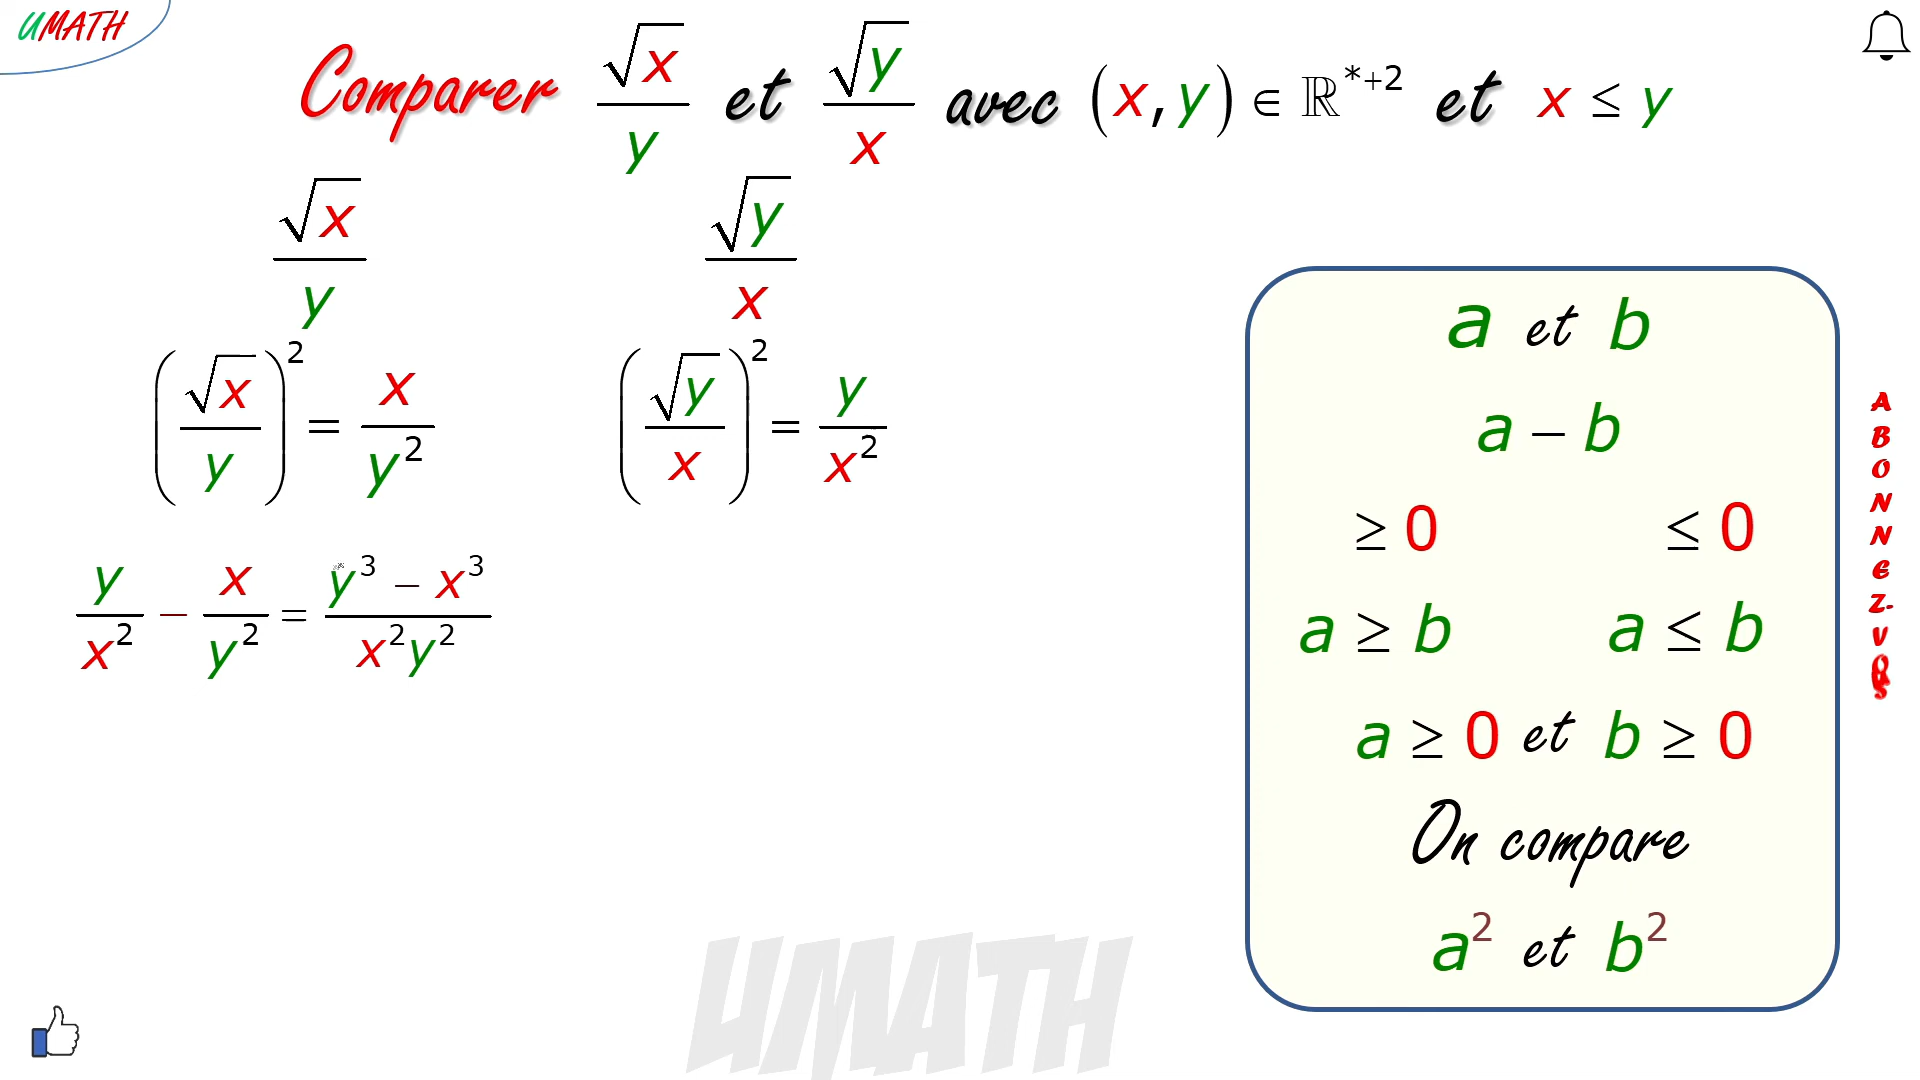 UMATH
Comparer √x/y et √y/x avec (x,y) ∈ ℝ*+2 et x ≤ y
√x/y √y/x
(√x/y)² = x/y² (√y/x)² = y/x²
y/x² − x/y² = y³ − x³/x²y²
a et b
a − b
≥ 0 ≤ 0
a ≥ b a ≤ b
a ≥ 0 et b ≥ 0
On compare
a² et b²
ABONNEZ-VOUS
UMATH